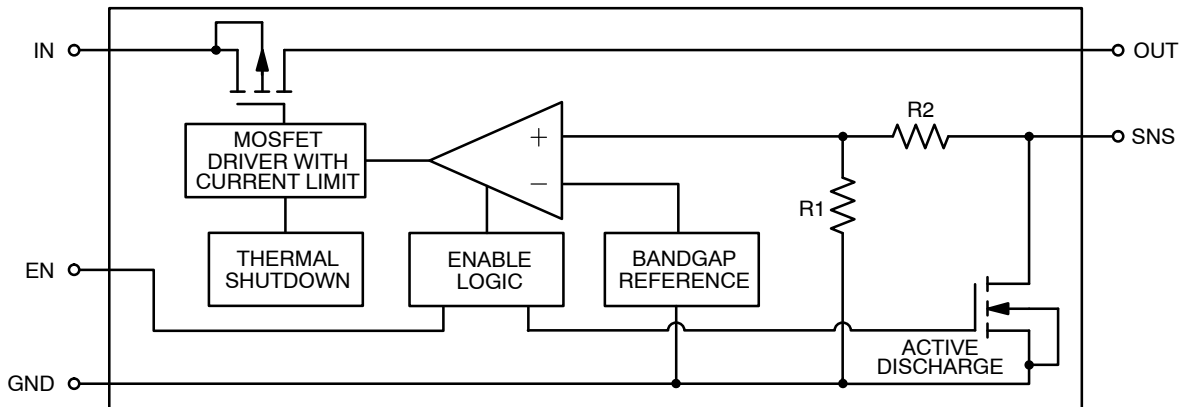 IN
OUT
R2
SNS
MOSFET
DRIVER WITH
CURRENT LIMIT
+
−
R1
THERMAL
SHUTDOWN
ENABLE
LOGIC
BANDGAP
REFERENCE
EN
ACTIVE
DISCHARGE
GND